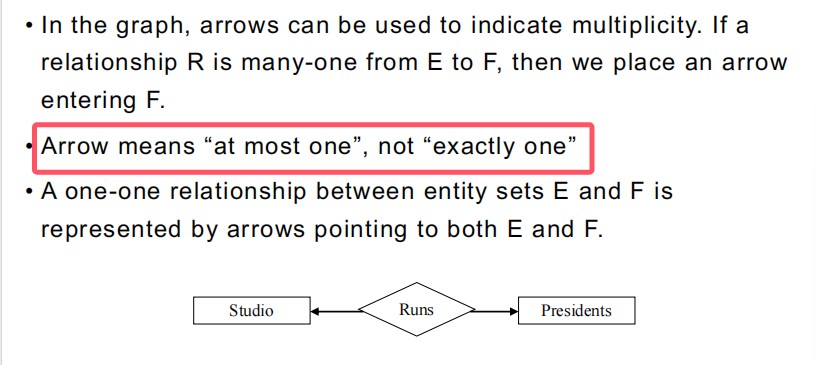 • In the graph, arrows can be used to indicate multiplicity. If a
relationship R is many-one from E to F, then we place an arrow
entering F.
• Arrow means “at most one”, not “exactly one”
• A one-one relationship between entity sets E and F is
represented by arrows pointing to both E and F.
Studio Runs Presidents